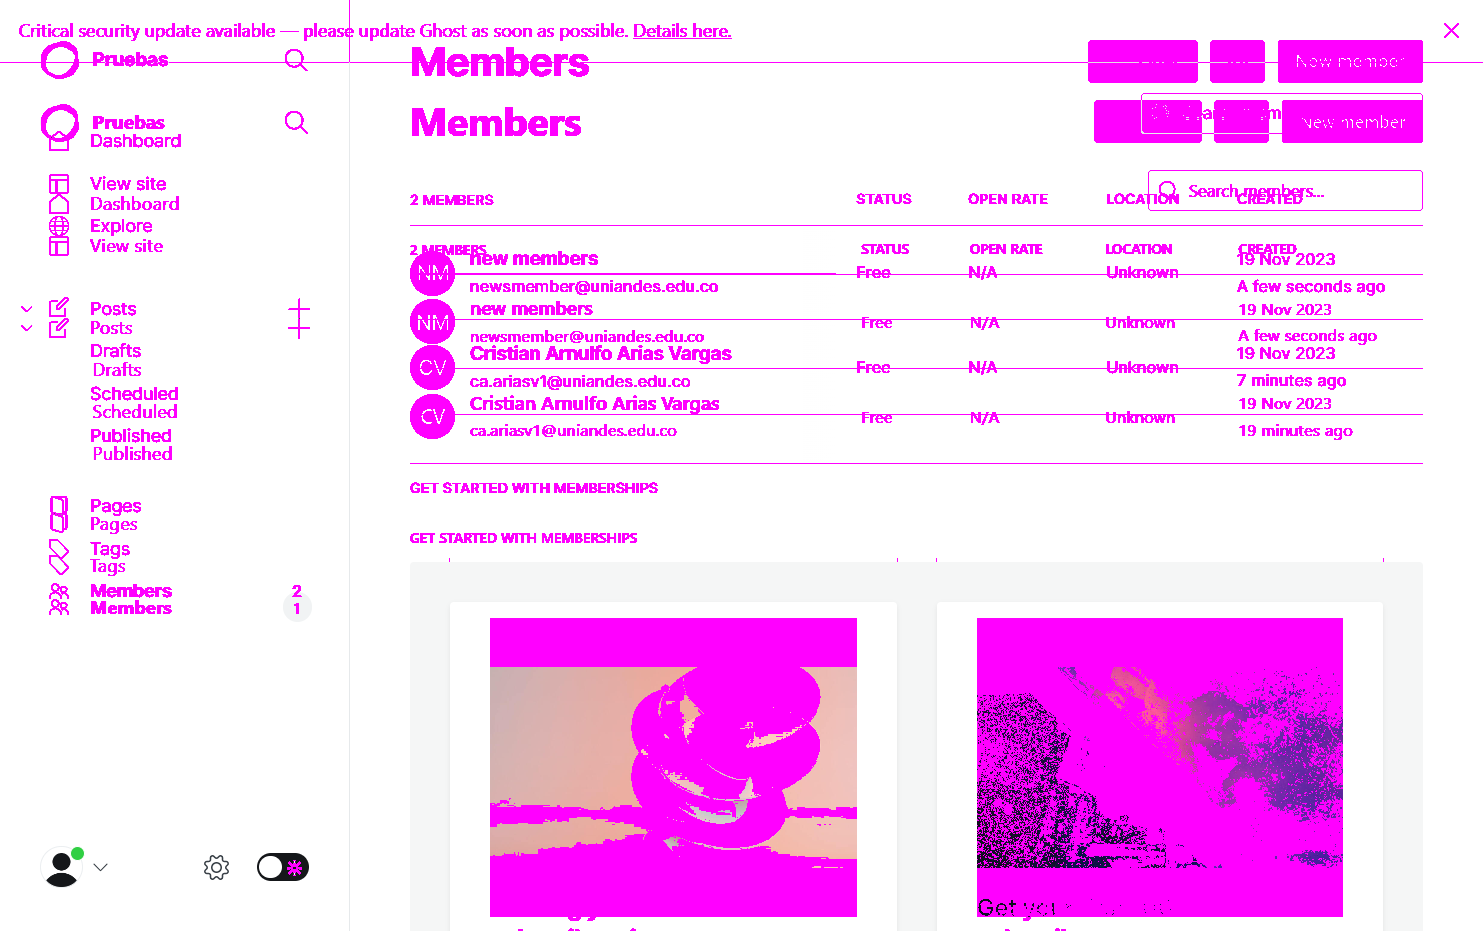 Critical security update available — please update Ghost as soon as possible. Details here.
Pruebas
Members
New member
Pruebas
Dashboard
Members
New member
View site
Dashboard
Explore
View site
Search members...
2 MEMBERS STATUS OPEN RATE LOCATION CREATED
2 MEMBERS STATUS OPEN RATE LOCATION CREATED
NM new members Free N/A Unknown 19 Nov 2023
newsmember@uniandes.edu.co A few seconds ago
NM new members Free N/A Unknown 19 Nov 2023
newsmember@uniandes.edu.co A few seconds ago
CV Cristian Arnulfo Arias Vargas Free N/A Unknown 19 Nov 2023
ca.ariasv1@uniandes.edu.co 7 minutes ago
CV Cristian Arnulfo Arias Vargas Free N/A Unknown 19 Nov 2023
ca.ariasv1@uniandes.edu.co 19 minutes ago
Posts
Posts
Drafts
Drafts
Scheduled
Scheduled
Published
Published
Pages
Pages
Tags
Tags
Members 2
Members 1
GET STARTED WITH MEMBERSHIPS
GET STARTED WITH MEMBERSHIPS
Get